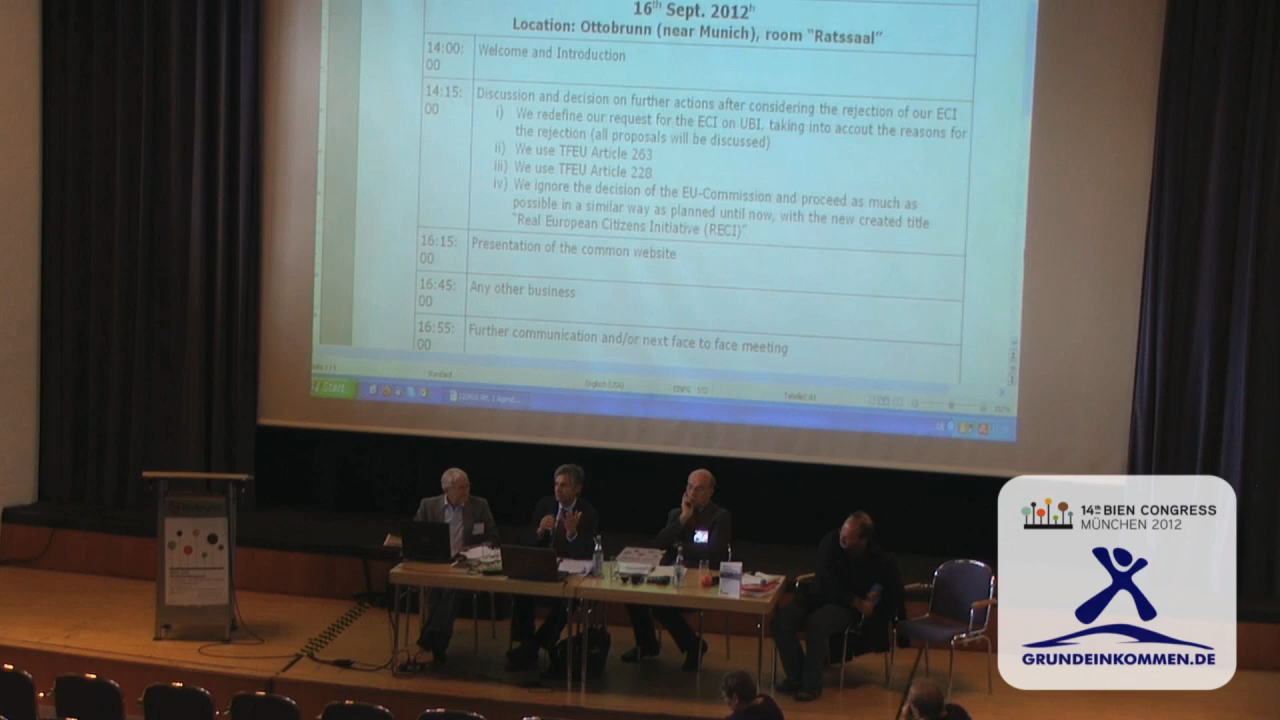 16th Sept. 2012h
Location: Ottobrunn (near Munich), room "Ratssaal"
14:00:
00
Welcome and Introduction
14:15:
00
Discussion and decision on further actions after considering the rejection of our ECI
i) We redefine our request for the ECI on UBI, taking into accout the reasons for
the rejection (all proposals will be discussed)
ii) We use TFEU Article 263
iii) We use TFEU Article 228
iv) We ignore the decision of the EU-Commission and proceed as much as
possible in a similar way as planned until now, with the new created title
"Real European Citizens Initiative (RECI)"
16:15:
00
Presentation of the common website
16:45:
00
Any other business
16:55:
00
Further communication and/or next face to face meeting
Standard
English (USA)
Start
14th BIEN CONGRESS
MÜNCHEN 2012
GRUNDEINKOMMEN.DE